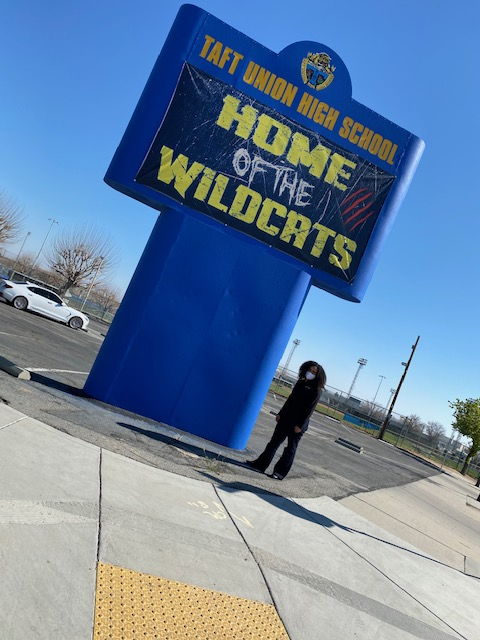 TAFT UNION HIGH SCHOOL
HOME
OF THE
WILDCATS